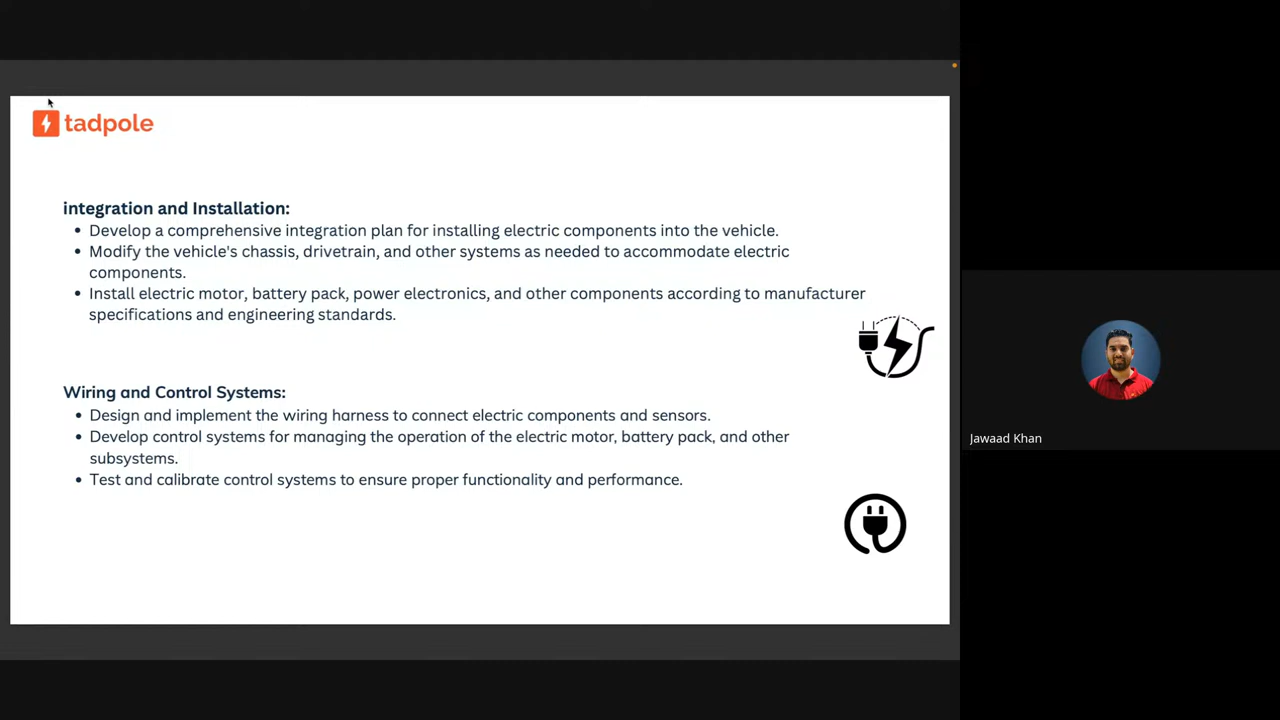 tadpole
integration and Installation:
• Develop a comprehensive integration plan for installing electric components into the vehicle.
• Modify the vehicle's chassis, drivetrain, and other systems as needed to accommodate electric
components.
• Install electric motor, battery pack, power electronics, and other components according to manufacturer
specifications and engineering standards.
Wiring and Control Systems:
• Design and implement the wiring harness to connect electric components and sensors.
• Develop control systems for managing the operation of the electric motor, battery pack, and other
subsystems.
• Test and calibrate control systems to ensure proper functionality and performance.
Jawaad Khan